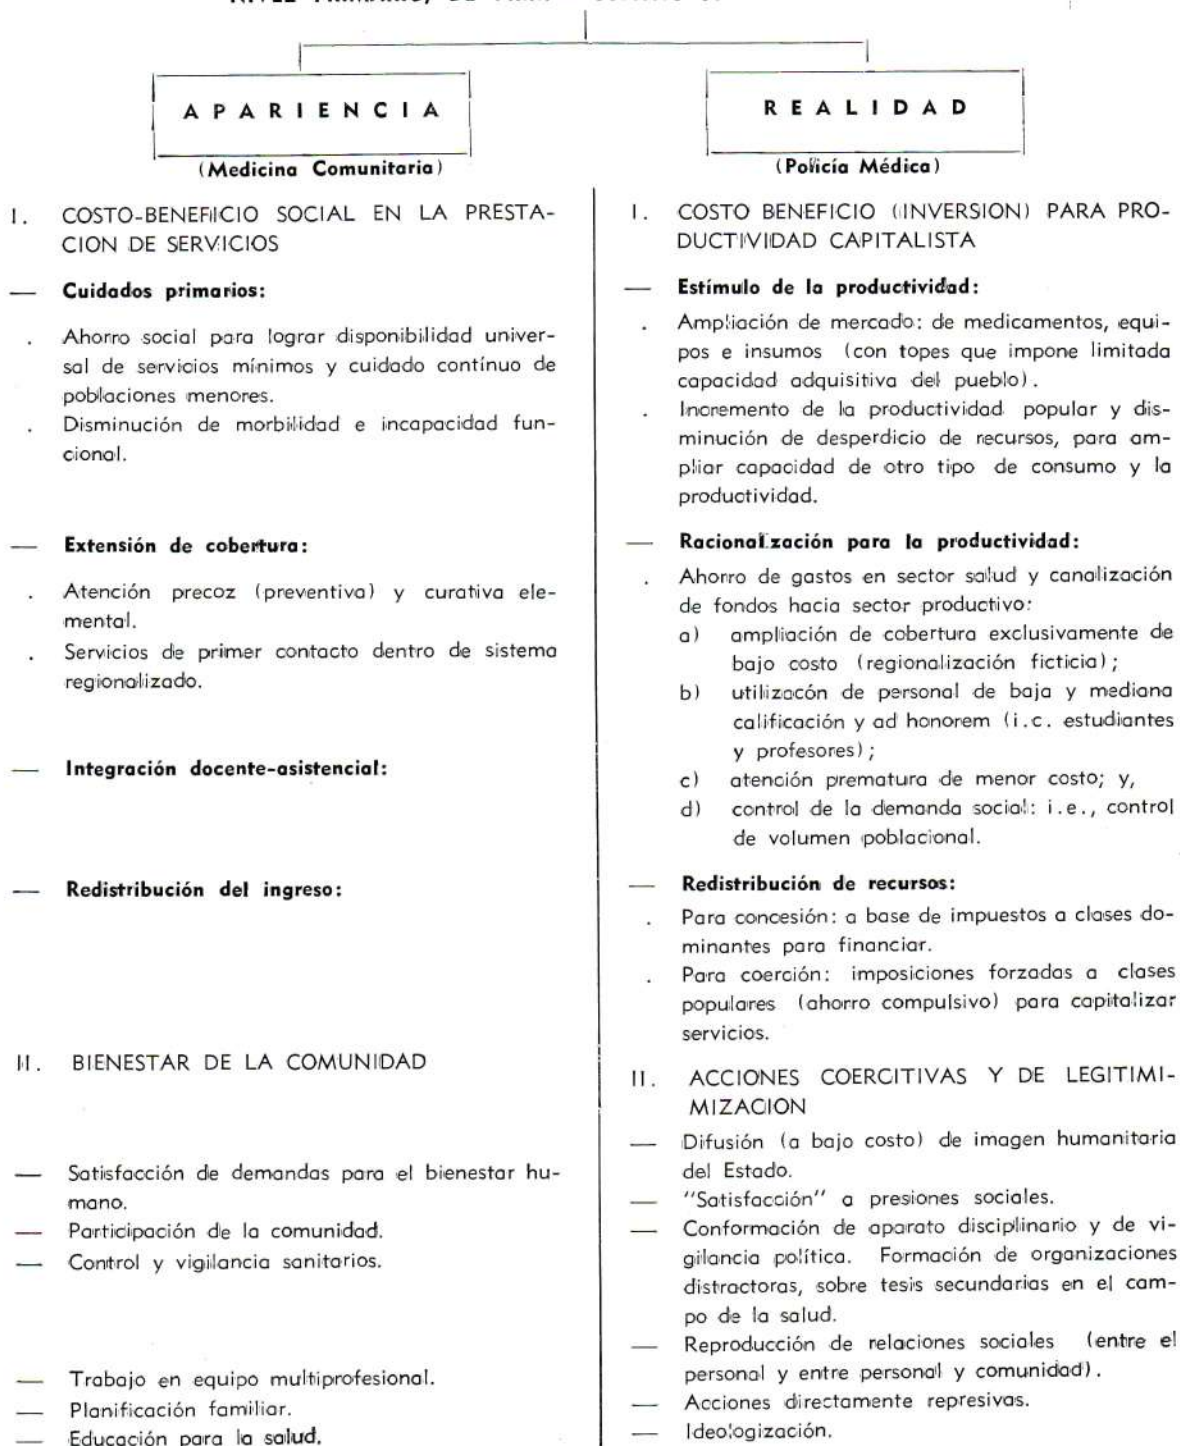 APARIENCIA
(Medicina Comunitaria)
I. COSTO-BENEFICIO SOCIAL EN LA PRESTA-
CION DE SERVICIOS
— Cuidados primarios:
. Ahorro social para lograr disponibilidad univer-
sal de servicios mínimos y cuidado contínuo de
poblaciones menores.
. Disminución de morbilidad e incapacidad fun-
cional.
— Extensión de cobertura:
. Atención precoz (preventiva) y curativa ele-
mental.
. Servicios de primer contacto dentro de sistema
regionalizado.
— Integración docente-asistencial:
— Redistribución del ingreso:
II. BIENESTAR DE LA COMUNIDAD
— Satisfacción de demandas para el bienestar hu-
mano.
— Participación de la comunidad.
— Control y vigilancia sanitarios.
— Trabajo en equipo multiprofesional.
— Planificación familiar.
— Educación para la salud.
REALIDAD
(Policía Médica)
I. COSTO BENEFICIO (INVERSION) PARA PRO-
DUCTIVIDAD CAPITALISTA
— Estímulo de la productividad:
. Ampliación de mercado: de medicamentos, equi-
pos e insumos (con topes que impone limitada
capacidad adquisitiva del pueblo).
. Incremento de la productividad popular y dis-
minución de desperdicio de recursos, para am-
pliar capacidad de otro tipo de consumo y la
productividad.
— Racionalización para la productividad:
. Ahorro de gastos en sector salud y canalización
de fondos hacia sector productivo:
a) ampliación de cobertura exclusivamente de
bajo costo (regionalización ficticia);
b) utilizacón de personal de baja y mediana
calificación y ad honorem (i.c. estudiantes
y profesores);
c) atención prematura de menor costo; y,
d) control de la demanda social: i.e., control
de volumen poblacional.
— Redistribución de recursos:
. Para concesión: a base de impuestos a clases do-
minantes para financiar.
. Para coerción: imposiciones forzadas a clases
populares (ahorro compulsivo) para capitalizar
servicios.
II. ACCIONES COERCITIVAS Y DE LEGITIMI-
MIZACION
— Difusión (a bajo costo) de imagen humanitaria
del Estado.
— "Satisfacción" a presiones sociales.
— Conformación de aparato disciplinario y de vi-
gilancia política. Formación de organizaciones
distractoras, sobre tesis secundarias en el cam-
po de la salud.
— Reproducción de relaciones sociales (entre el
personal y entre personal y comunidad).
— Acciones directamente represivas.
— Ideologización.